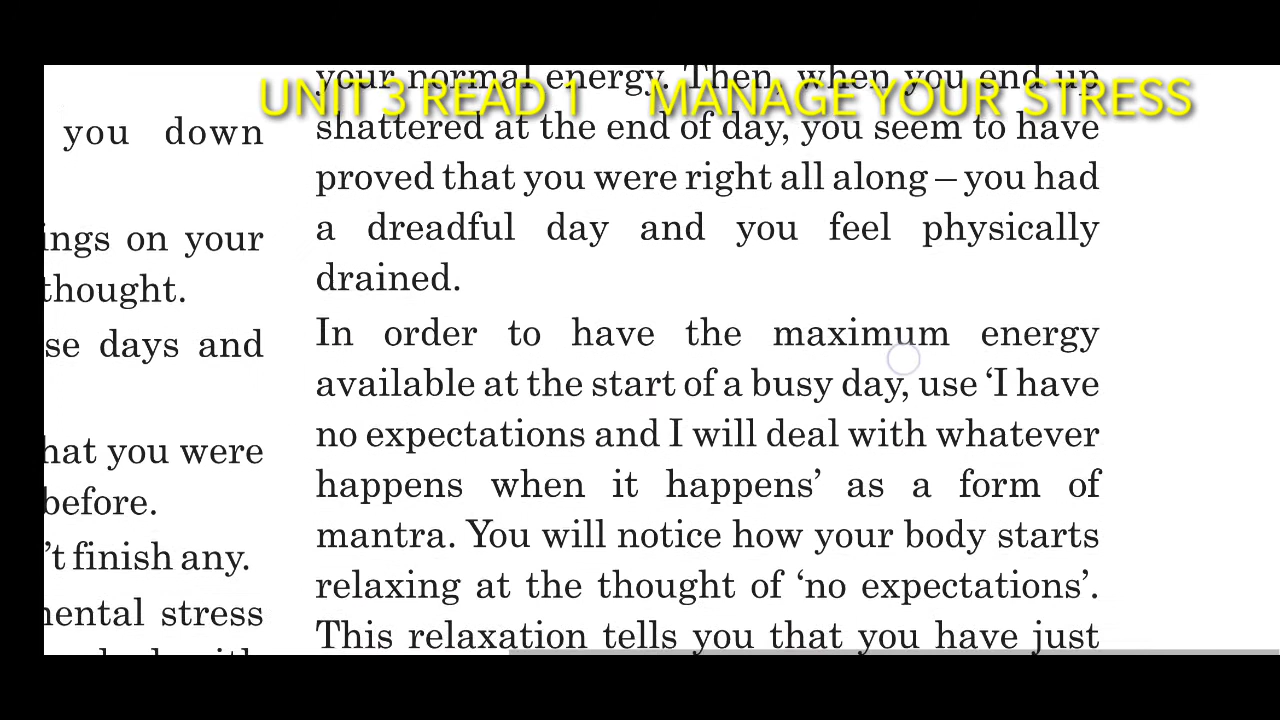 UNIT 3 READ 1 MANAGE YOUR STRESS
you down
ings on your
thought.
se days and
hat you were
before.
't finish any.
mental stress
your normal energy. Then, when you end up
shattered at the end of day, you seem to have
proved that you were right all along – you had
a dreadful day and you feel physically
drained.
In order to have the maximum energy
available at the start of a busy day, use ‘I have
no expectations and I will deal with whatever
happens when it happens’ as a form of
mantra. You will notice how your body starts
relaxing at the thought of ‘no expectations’.
This relaxation tells you that you have just